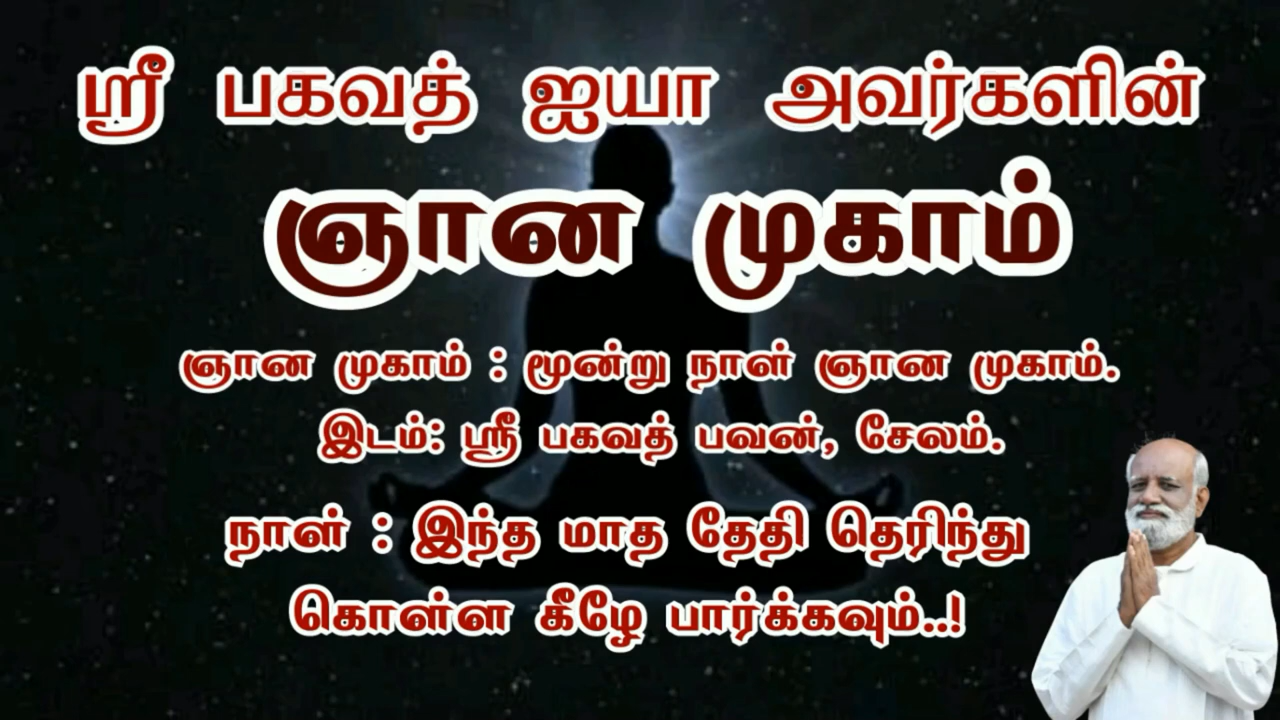 ஸ்ரீ பகவத் ஐயா அவர்களின்
ஞான முகாம்
ஞான முகாம் : மூன்று நாள் ஞான முகாம்.
இடம்: ஸ்ரீ பகவத் பவன், சேலம்.
நாள் : இந்த மாத தேதி தெரிந்து
கொள்ள கீழே பார்க்கவும்..!